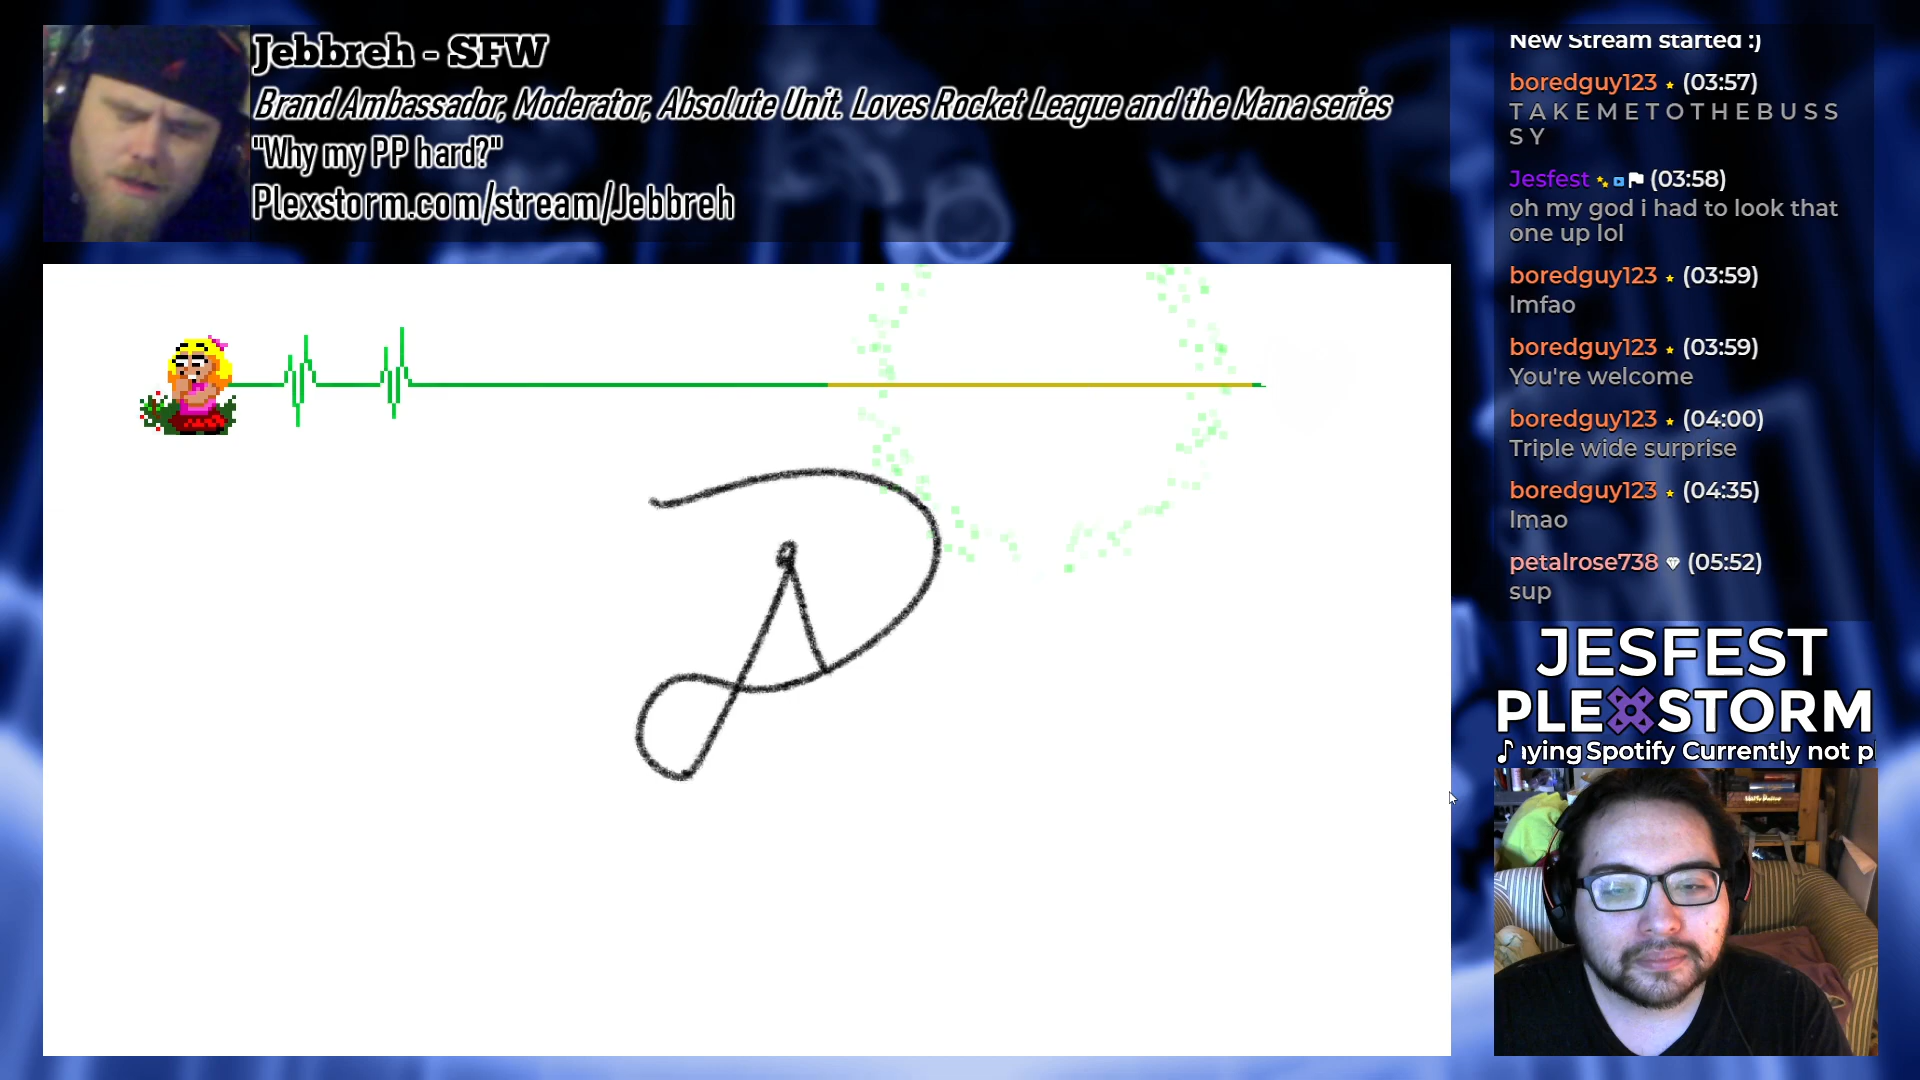 Jebbreh - SFW
Brand Ambassador, Moderator, Absolute Unit. Loves Rocket League and the Mana series
"Why my PP hard?"
Plexstorm.com/stream/Jebbreh
New Stream started :)
boredguy123 (03:57)
T A K E M E T O T H E B U S S
S Y
Jesfest (03:58)
oh my god i had to look that
one up lol
boredguy123 (03:59)
lmfao
boredguy123 (03:59)
You're welcome
boredguy123 (04:00)
Triple wide surprise
boredguy123 (04:35)
lmao
petalrose738 (05:52)
sup
JESFEST
PLEXSTORM
aying Spotify Currently not p